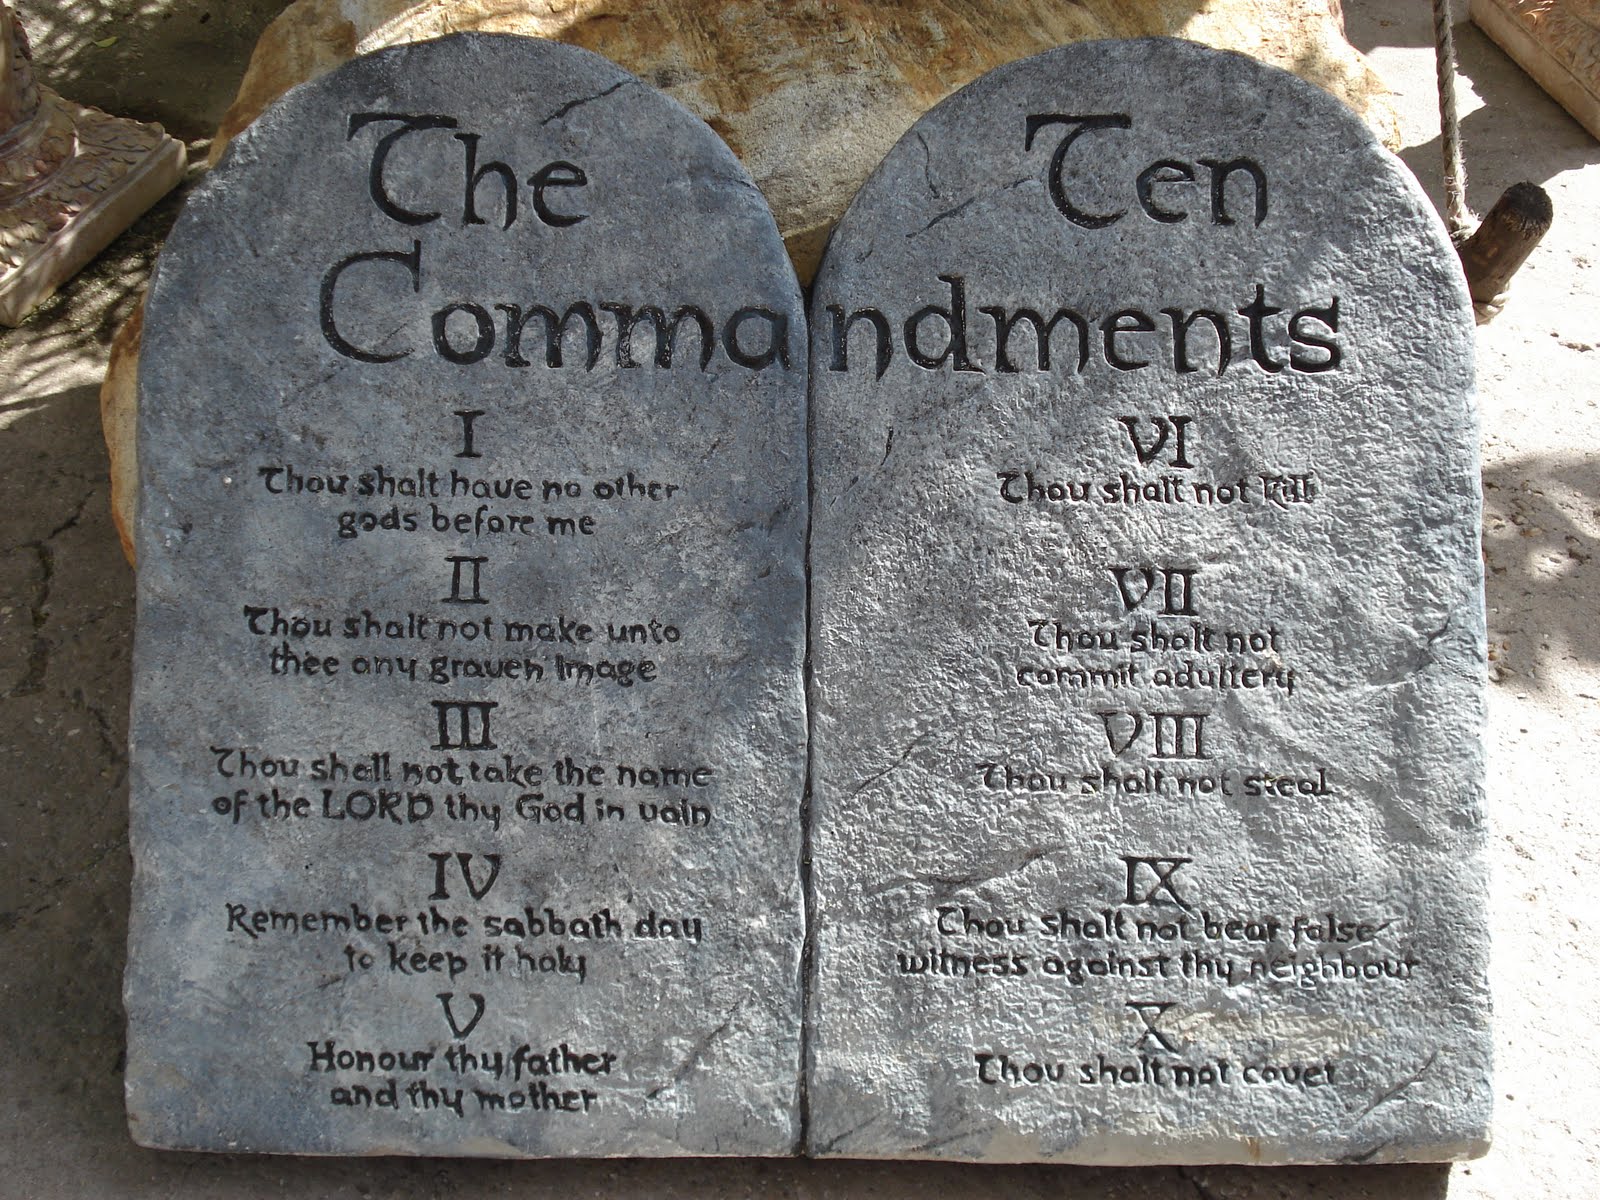 The Ten
Commandments
I
Thou shalt have no other
gods before me
II
Thou shalt not make unto
thee any graven Image
III
Thou shall not take the name
of the LORD thy God in vain
IV
Remember the sabbath day
to keep it holy
V
Honour thy father
and thy mother
VI
Thou shalt not kill
VII
Thou shalt not
commit adultery
VIII
Thou shalt not steal
IX
Thou shalt not bear false
witness against thy neighbour
X
Thou shalt not covet